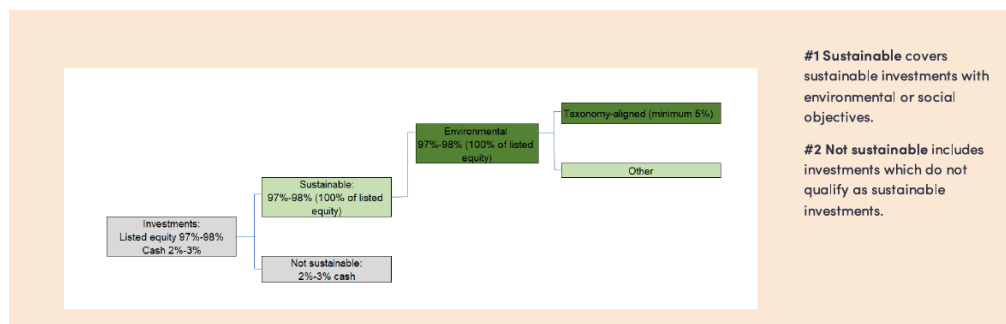 #1 Sustainable covers
sustainable investments with
environmental or social
objectives.
#2 Not sustainable includes
investments which do not
qualify as sustainable
investments.
Investments:
Listed equity 97%-98%
Cash 2%-3%
Sustainable:
97%-98% (100% of listed
equity)
Not sustainable:
2%-3% cash
Environmental
97%-98% (100% of listed
equity)
Taxonomy-aligned (minimum 5%)
Other